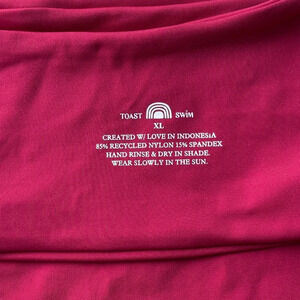 TOAST SWiM
XL
CREATED W/ LOVE IN INDONESiA
85% RECYCLED NYLON 15% SPANDEX
HAND RINSE & DRY IN SHADE.
WEAR SLOWLY IN THE SUN.